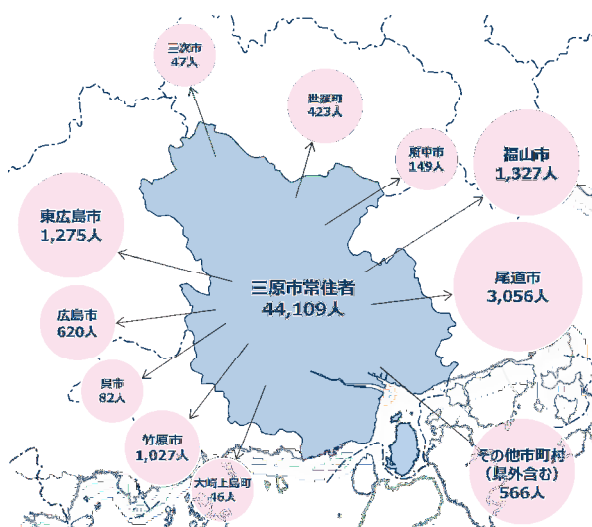 三次市
47人
世羅町
423人
府中市
149人
福山市
1,327人
東広島市
1,275人
三原市常住者
44,109人
尾道市
3,056人
広島市
620人
呉市
82人
竹原市
1,027人
大崎上島町
46人
その他市町村
(県外含む)
566人